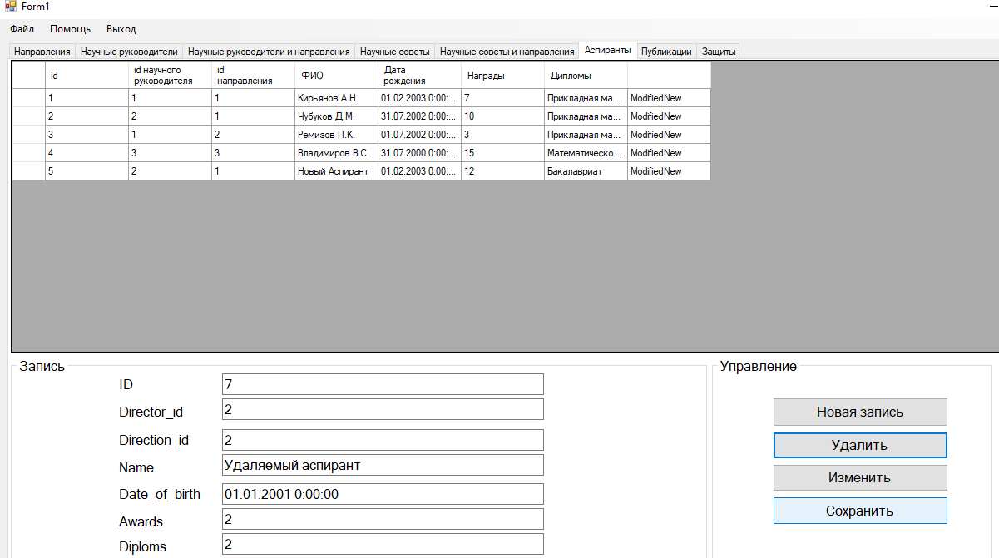 Form1
Файл Помощь Выход
Направления Научные руководители Научные руководители и направления Научные советы Научные советы и направления Аспиранты Публикации Защиты
id id научного руководителя id направления ФИО Дата рождения Награды Дипломы
1 1 1 Кирьянов А.Н. 01.02.2003 0:00:... 7 Прикладная ма... ModifiedNew
2 2 1 Чубуков Д.М. 31.07.2002 0:00:... 10 Прикладная ма... ModifiedNew
3 1 2 Ремизов П.К. 01.07.2002 0:00:... 3 Прикладная ма... ModifiedNew
4 3 3 Владимиров В.С. 31.07.2000 0:00:... 15 Математическо... ModifiedNew
5 2 1 Новый Аспирант 01.02.2003 0:00:... 12 Бакалавриат ModifiedNew
Запись
ID 7
Director_id 2
Direction_id 2
Name Удаляемый аспирант
Date_of_birth 01.01.2001 0:00:00
Awards 2
Diploms 2
Управление
Новая запись
Удалить
Изменить
Сохранить